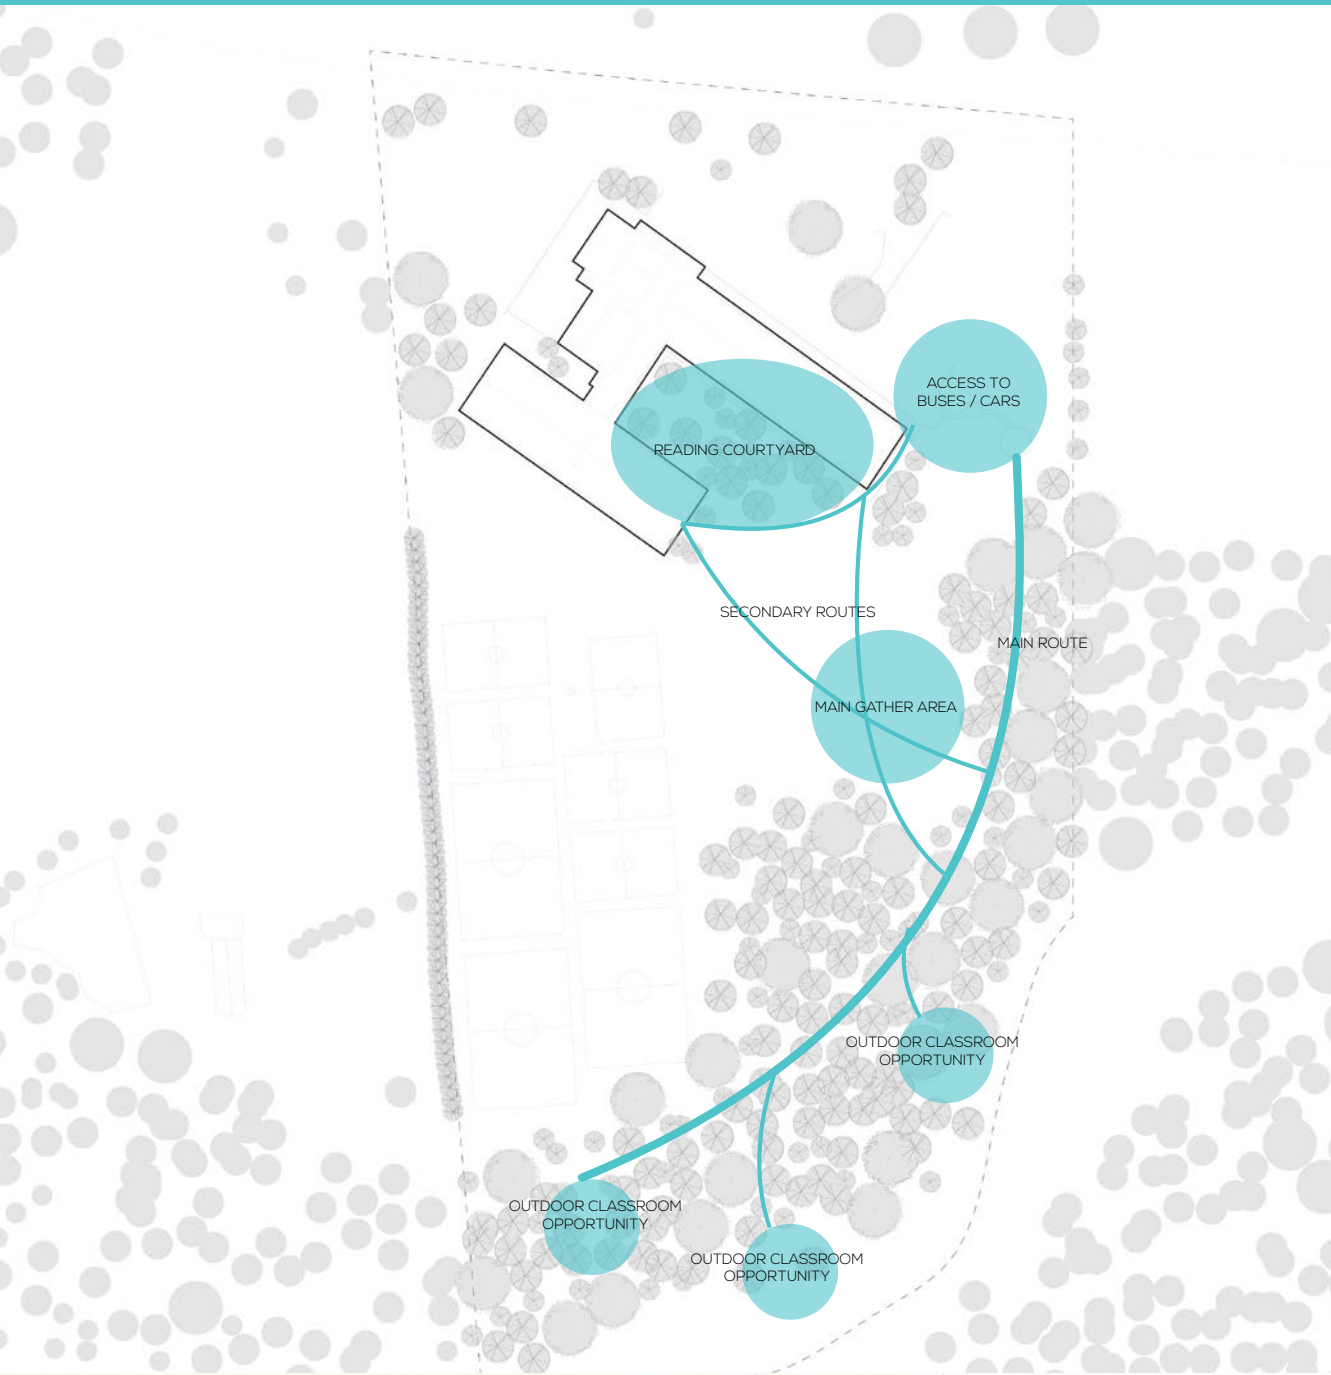 ACCESS TO
BUSES / CARS
READING COURTYARD
SECONDARY ROUTES
MAIN ROUTE
MAIN GATHER AREA
OUTDOOR CLASSROOM
OPPORTUNITY
OUTDOOR CLASSROOM
OPPORTUNITY
OUTDOOR CLASSROOM
OPPORTUNITY